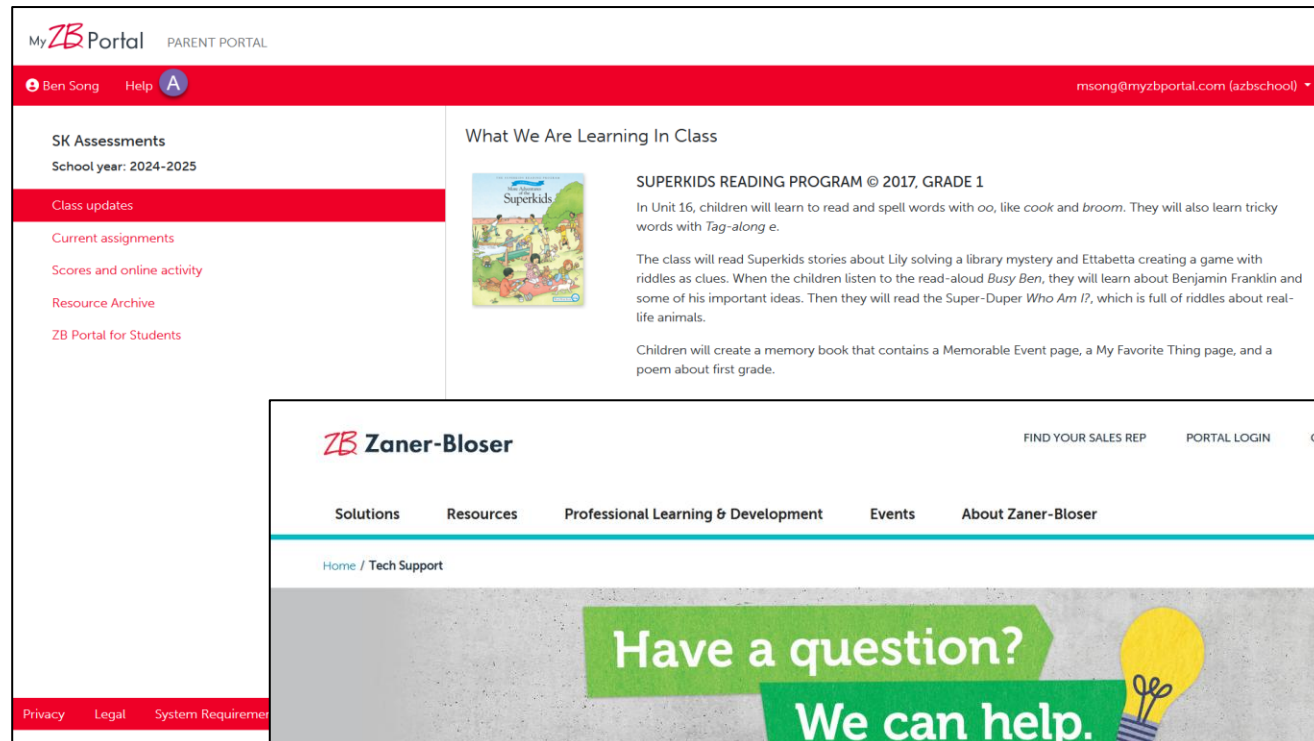 My ZB Portal PARENT PORTAL
Ben Song Help A msong@myzbportal.com (azbschool)
SK Assessments
School year: 2024-2025
Class updates
Current assignments
Scores and online activity
Resource Archive
ZB Portal for Students
What We Are Learning In Class
Superkids
SUPERKIDS READING PROGRAM © 2017, GRADE 1
In Unit 16, children will learn to read and spell words with oo, like cook and broom. They will also learn tricky
words with Tag-along e.
The class will read Superkids stories about Lily solving a library mystery and Ettabetta creating a game with
riddles as clues. When the children listen to the read-aloud Busy Ben, they will learn about Benjamin Franklin and
some of his important ideas. Then they will read the Super-Duper Who Am I?, which is full of riddles about real-
life animals.
Children will create a memory book that contains a Memorable Event page, a My Favorite Thing page, and a
poem about first grade.
Privacy Legal System Requiremen
ZB Zaner-Bloser
FIND YOUR SALES REP PORTAL LOGIN
Solutions Resources Professional Learning & Development Events About Zaner-Bloser
Home / Tech Support
Have a question?
We can help.